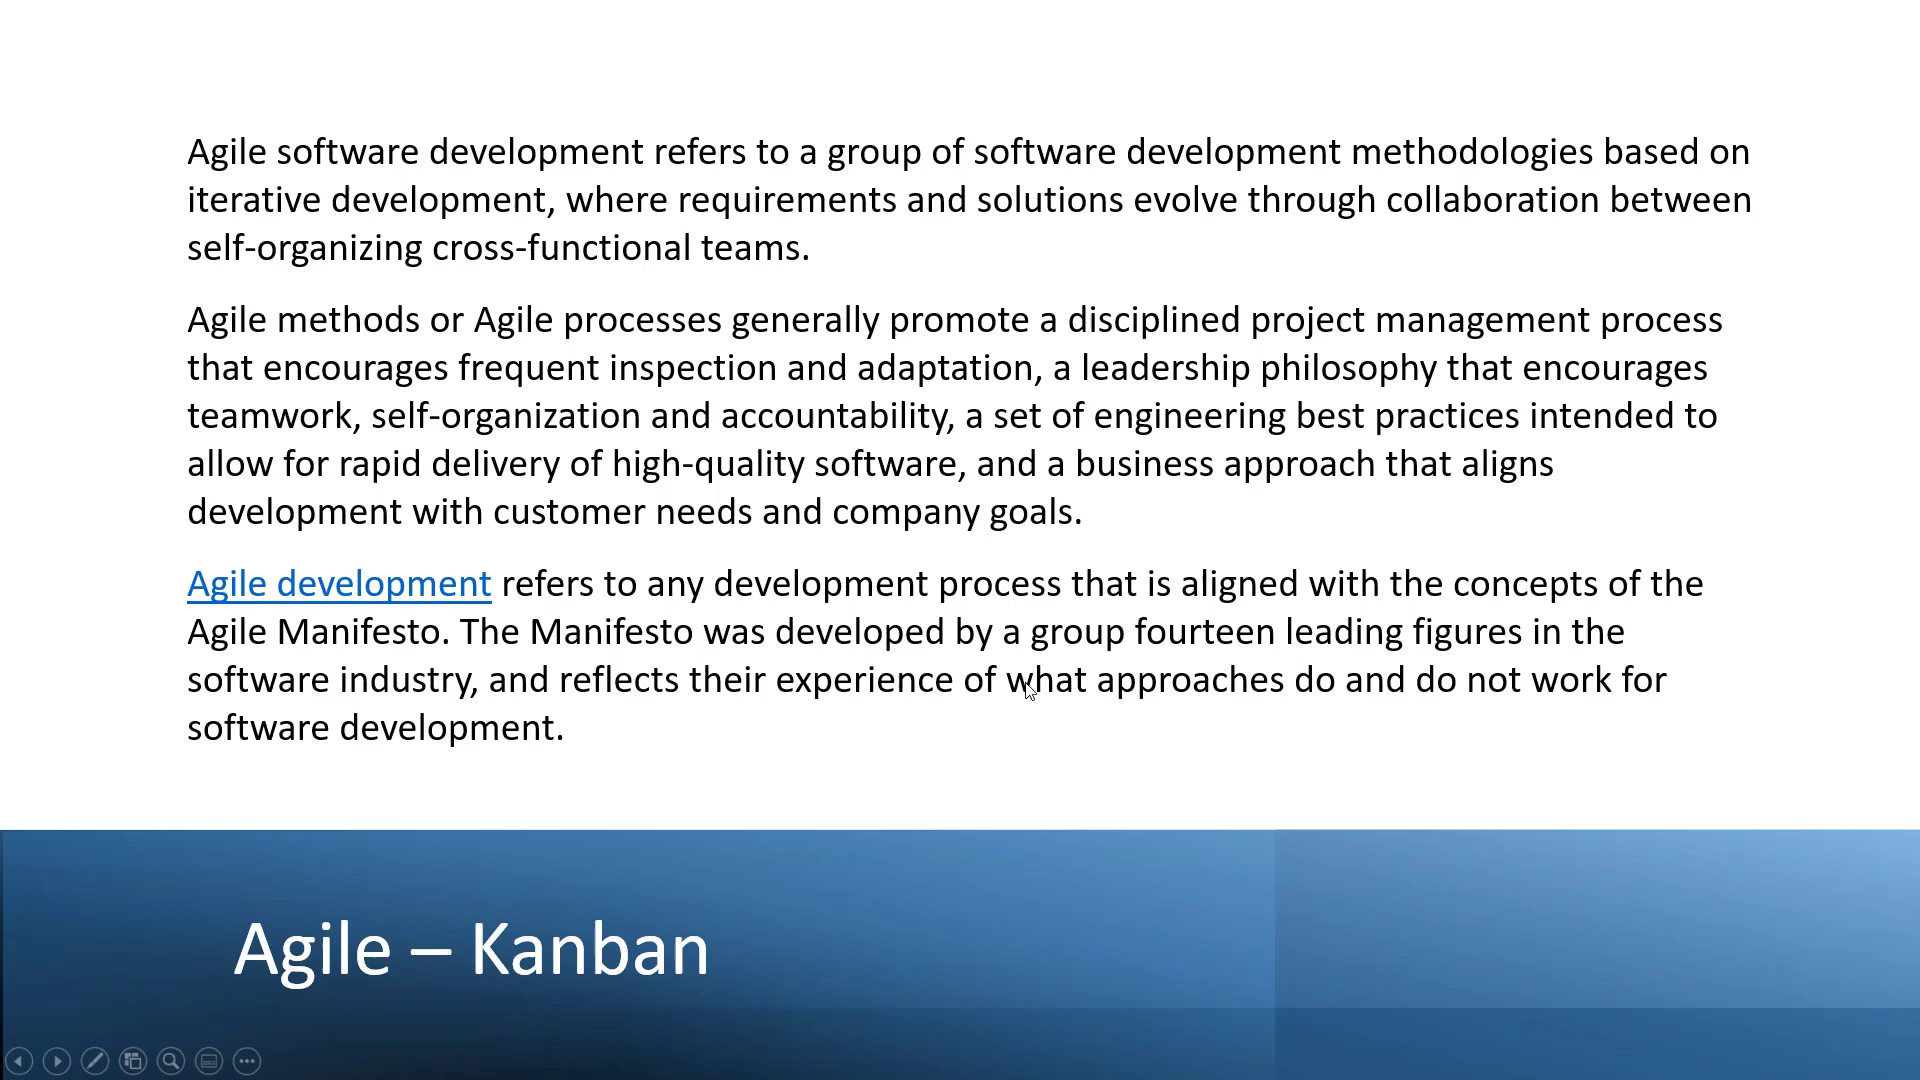 Agile software development refers to a group of software development methodologies based on
iterative development, where requirements and solutions evolve through collaboration between
self-organizing cross-functional teams.
Agile methods or Agile processes generally promote a disciplined project management process
that encourages frequent inspection and adaptation, a leadership philosophy that encourages
teamwork, self-organization and accountability, a set of engineering best practices intended to
allow for rapid delivery of high-quality software, and a business approach that aligns
development with customer needs and company goals.
Agile development refers to any development process that is aligned with the concepts of the
Agile Manifesto. The Manifesto was developed by a group fourteen leading figures in the
software industry, and reflects their experience of what approaches do and do not work for
software development.
Agile – Kanban